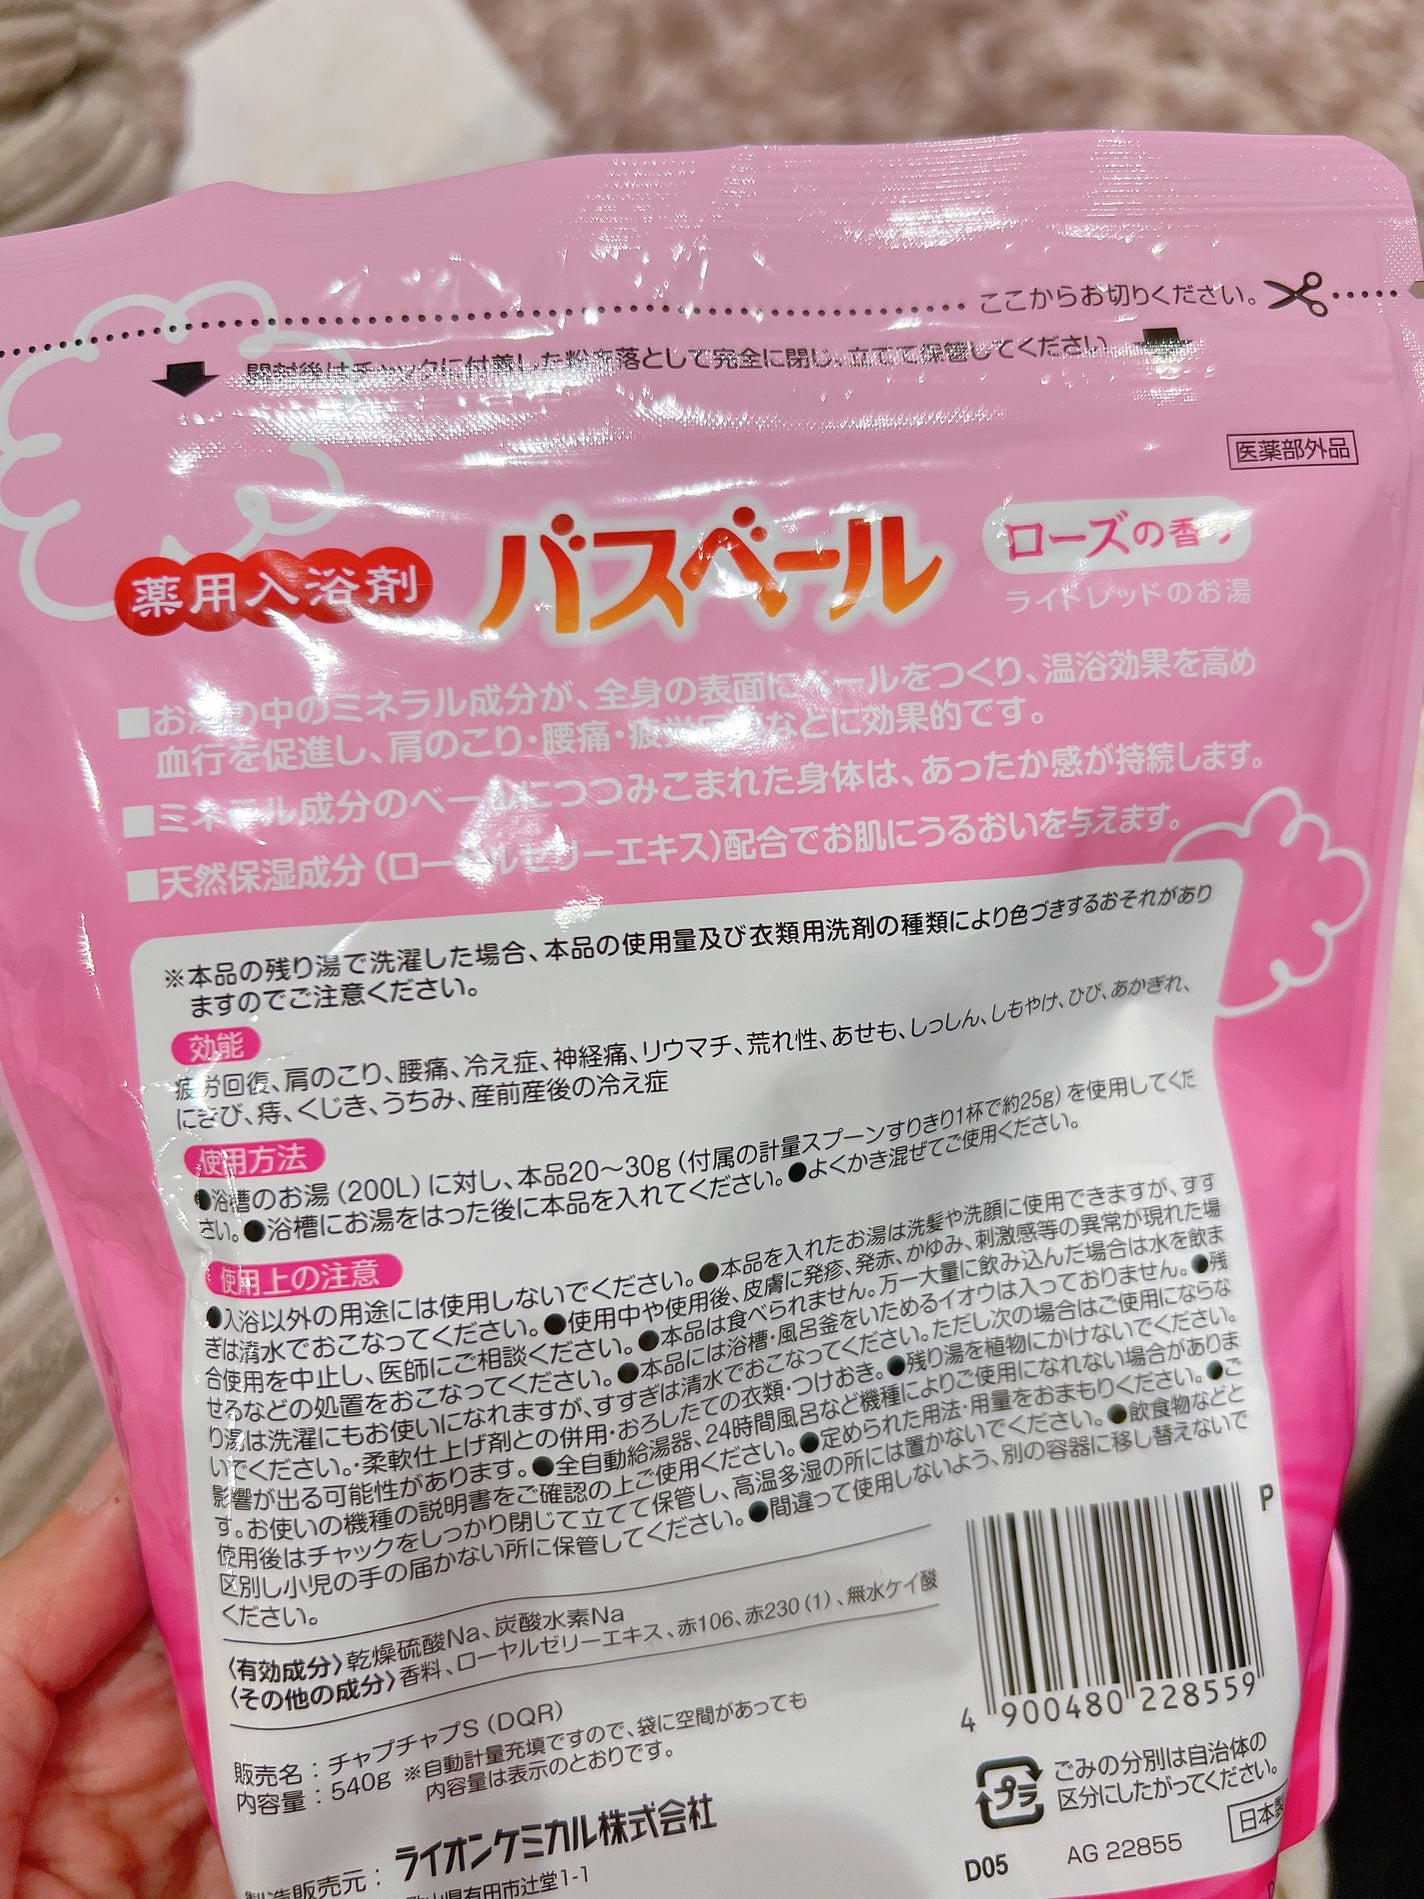 ここからお切りください。
開封後はチャックに付着した粉を落として完全に閉じ、立てて保管してください
医薬部外品
薬用入浴剤
バスベール
ローズの香り
ライトレッドのお湯
■お湯の中のミネラル成分が、全身の表面にベールをつくり、温浴効果を高め
血行を促進し、肩のこり・腰痛・疲労回復などに効果的です。
■ミネラル成分のベールにつつみこまれた身体は、あったか感が持続します。
■天然保湿成分(ローヤルゼリーエキス)配合でお肌にうるおいを与えます。
※本品の残り湯で洗濯した場合、本品の使用量及び衣類用洗剤の種類により色づきするおそれがあり
ますのでご注意ください。
効能
疲労回復、肩のこり、腰痛、冷え症、神経痛、リウマチ、荒れ性、あせも、しっしん、しもやけ、ひび、あかぎれ、
にきび、痔、くじき、うちみ、産前産後の冷え症
使用方法
●浴槽のお湯(200L)に対し、本品20～30g(付属の計量スプーンすりきり1杯で約25g)を使用してくだ
さい。●浴槽にお湯をはった後に本品を入れてください。●よくかき混ぜてご使用ください。
使用上の注意
●入浴以外の用途には使用しないでください。●本品を入れたお湯は洗髪や洗顔に使用できますが、すす
ぎは清水でおこなってください。●使用中や使用後、皮膚に発疹、発赤、かゆみ、刺激感等の異常が現れた場
合使用を中止し、医師にご相談ください。●本品は食べられません。万一大量に飲み込んだ場合は水を飲ま
せるなどの処置をおこなってください。●本品には浴槽・風呂釜をいためるイオウは入っておりません。●残
り湯は洗濯にもお使いになれますが、すすぎは清水でおこなってください。ただし次の場合はご使用にならな
いでください。・柔軟仕上げ剤との併用・おろしたての衣類・つけおき。●残り湯を植物にかけないでください。
影響が出る可能性があります。●全自動給湯器、24時間風呂など機種によりご使用になれない場合がありま
す。お使いの機種の説明書をご確認の上ご使用ください。●定められた用法・用量をおまもりください。●ご
使用後はチャックをしっかり閉じて立てて保管し、高温多湿の所には置かないでください。●飲食物などと
区別し小児の手の届かない所に保管してください。●間違って使用しないよう、別の容器に移し替えないで
ください。
〈有効成分〉乾燥硫酸Na、炭酸水素Na
〈その他の成分〉香料、ローヤルゼリーエキス、赤106、赤230(1)、無水ケイ酸
販売名：チャプチャプS(DQR)
内容量：540g ※自動計量充填ですので、袋に空間があっても
内容量は表示のとおりです。
製造販売元：ライオンケミカル株式会社
県有田市辻堂1-1
P
4 900480 228559
プラ
ごみの分別は自治体の
区分にしたがってください。
日本製
D05
AG 22855